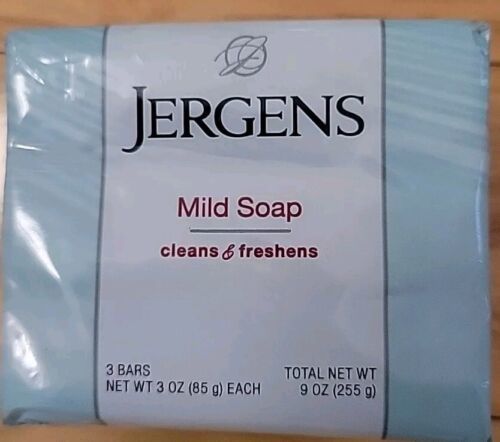 JERGENS
Mild Soap
cleans & freshens
3 BARS
NET WT 3 OZ (85 g) EACH
TOTAL NET WT
9 OZ (255 g)